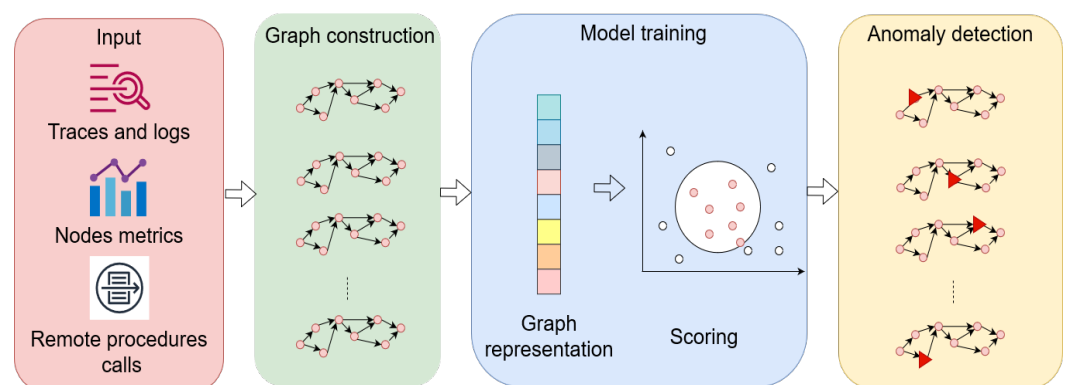 Input
Traces and logs
Nodes metrics
Remote procedures
calls
Graph construction
Model training
Graph
representation
Scoring
Anomaly detection